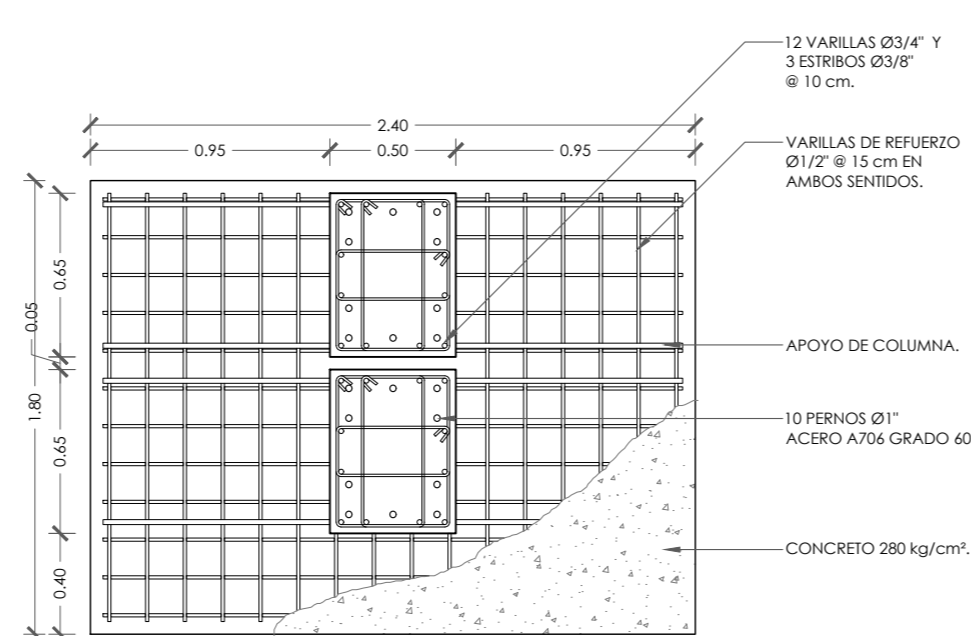 12 VARILLAS Ø3/4" Y
3 ESTRIBOS Ø3/8"
@ 10 cm.
2.40
0.95
0.50
0.95
VARILLAS DE REFUERZO
Ø1/2" @ 15 cm EN
AMBOS SENTIDOS.
0.65
0.05
APOYO DE COLUMNA.
1.80
10 PERNOS Ø1"
ACERO A706 GRADO 60
0.65
CONCRETO 280 kg/cm².
0.40